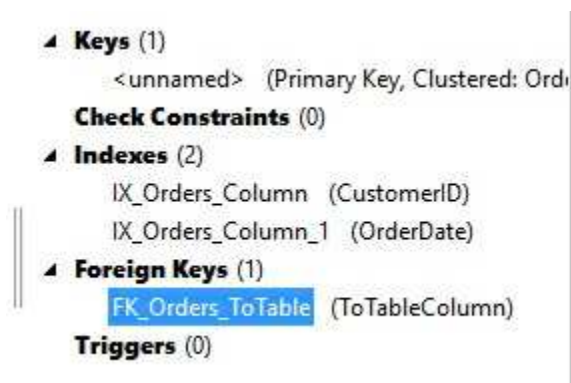 Keys (1)
<unnamed> (Primary Key, Clustered: Ord
Check Constraints (0)
Indexes (2)
IX_Orders_Column (CustomerID)
IX_Orders_Column_1 (OrderDate)
Foreign Keys (1)
FK_Orders_ToTable (ToTableColumn)
Triggers (0)